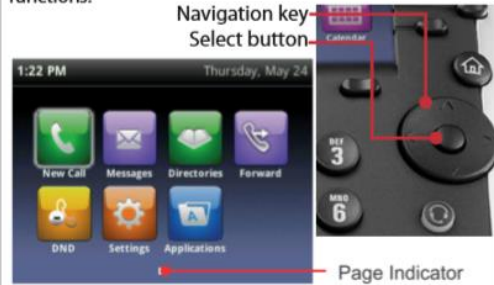 functions.
Navigation key
Select button
Calendar
1:22 PM Thursday, May 24
New Call Messages Directories Forward
DND Settings Applications
DEF
3
MNO
6
Page Indicator